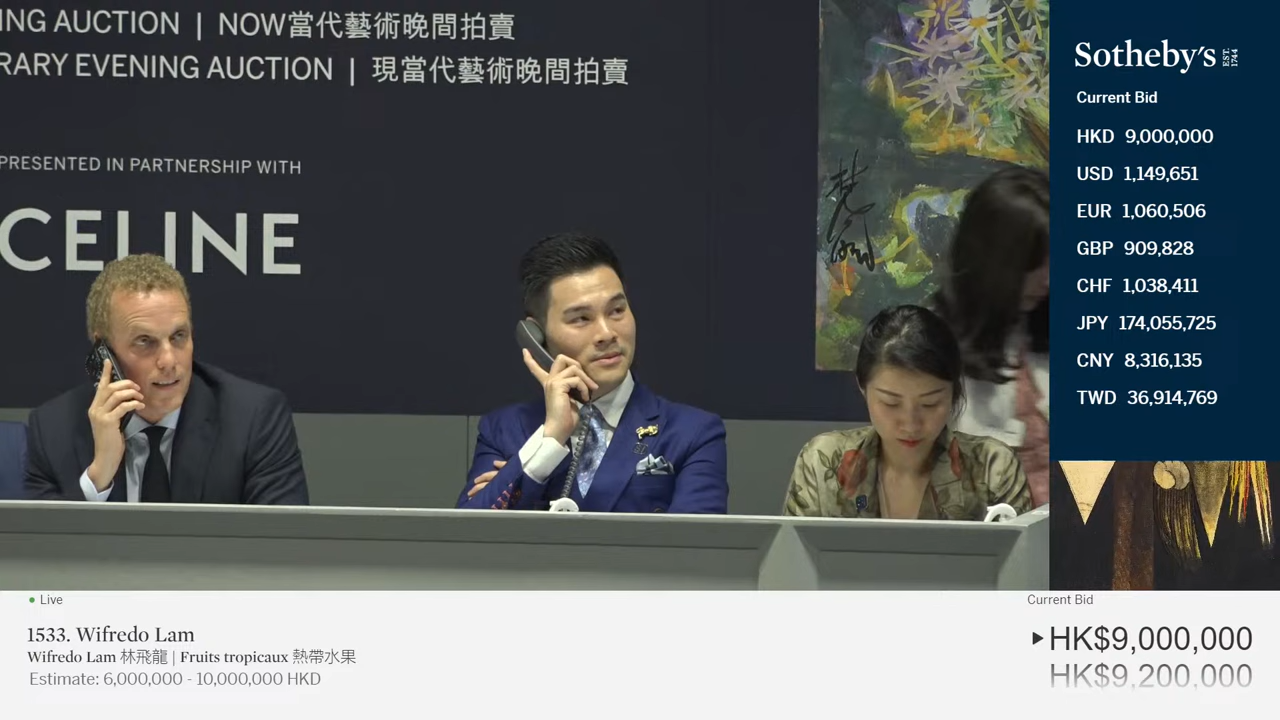 ING AUCTION | NOW當代藝術晚間拍賣
RARY EVENING AUCTION | 現當代藝術晚間拍賣
PRESENTED IN PARTNERSHIP WITH
CELINE
Sotheby's EST. 1744
Current Bid
HKD 9,000,000
USD 1,149,651
EUR 1,060,506
GBP 909,828
CHF 1,038,411
JPY 174,055,725
CNY 8,316,135
TWD 36,914,769
Live
1533. Wifredo Lam
Wifredo Lam 林飛龍 | Fruits tropicaux 熱帶水果
Estimate: 6,000,000 - 10,000,000 HKD
Current Bid
HK$9,000,000
HK$9,200,000